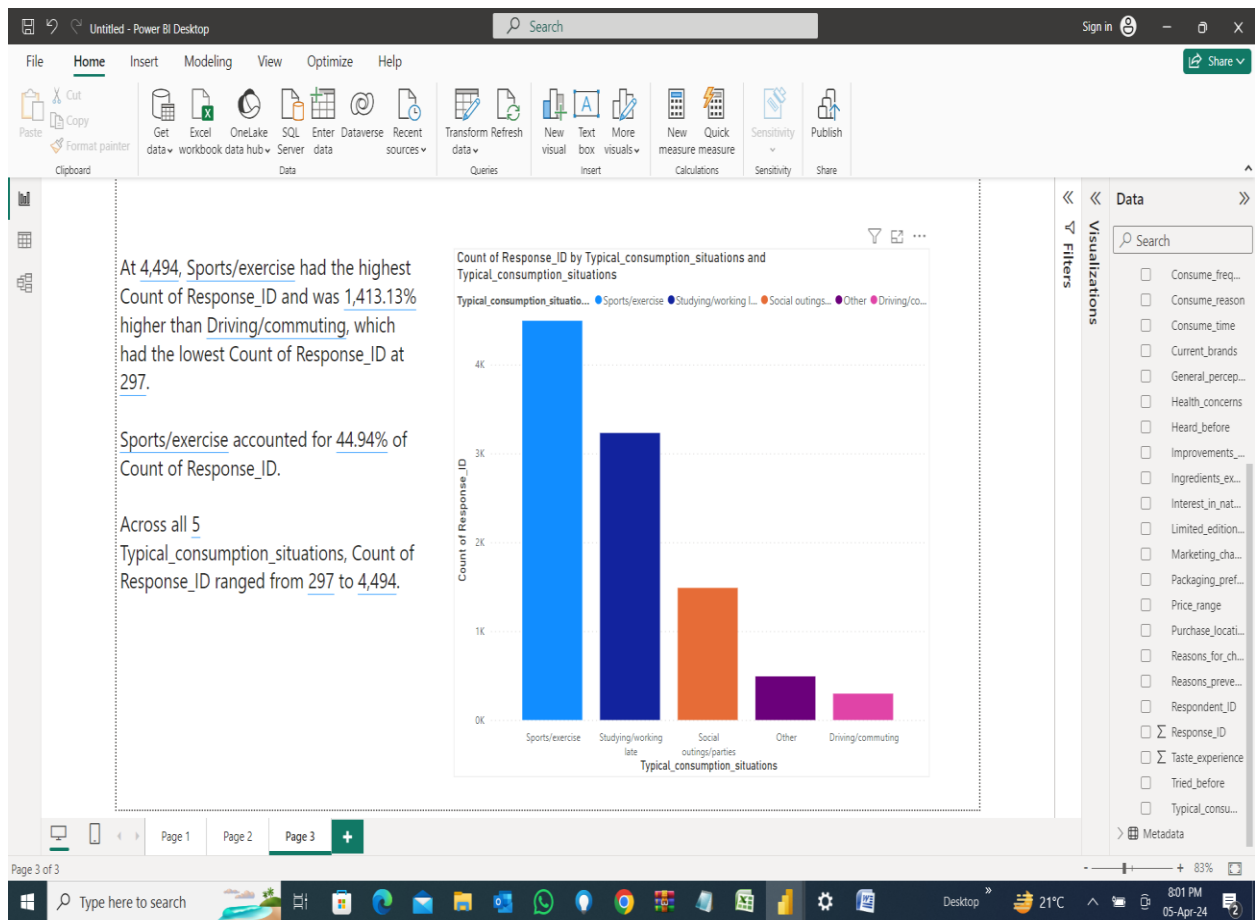 Untitled - Power BI Desktop
Search
Sign in
File Home Insert Modeling View Optimize Help
Share
Paste
Cut
Copy
Format painter
Clipboard
Get data
Excel workbook
OneLake data hub
SQL Server
Enter data
Dataverse
Recent sources
Data
Transform data
Refresh
Queries
New visual
Text box
More visuals
Insert
New measure
Quick measure
Calculations
Sensitivity
Sensitivity
Publish
Share
At 4,494, Sports/exercise had the highest
Count of Response_ID and was 1,413.13%
higher than Driving/commuting, which
had the lowest Count of Response_ID at
297.
Sports/exercise accounted for 44.94% of
Count of Response_ID.
Across all 5
Typical_consumption_situations, Count of
Response_ID ranged from 297 to 4,494.
Count of Response_ID by Typical_consumption_situations and
Typical_consumption_situations
Typical_consumption_situatio... Sports/exercise Studying/working l... Social outings... Other Driving/co...
4K
3K
2K
1K
0K
Count of Response_ID
Sports/exercise
Studying/working
late
Social
outings/parties
Other
Driving/commuting
Typical_consumption_situations
Filters
Visualizations
Data
Search
Consume_freq...
Consume_reason
Consume_time
Current_brands
General_percep...
Health_concerns
Heard_before
Improvements_...
Ingredients_ex...
Interest_in_nat...
Limited_edition...
Marketing_cha...
Packaging_pref...
Price_range
Purchase_locati...
Reasons_for_ch...
Reasons_preve...
Respondent_ID
∑ Response_ID
∑ Taste_experience
Tried_before
Typical_consu...
Metadata
Page 1 Page 2 Page 3 +
Page 3 of 3
- + 83%
Type here to search
Desktop
»
21°C
8:01 PM
05-Apr-24
2